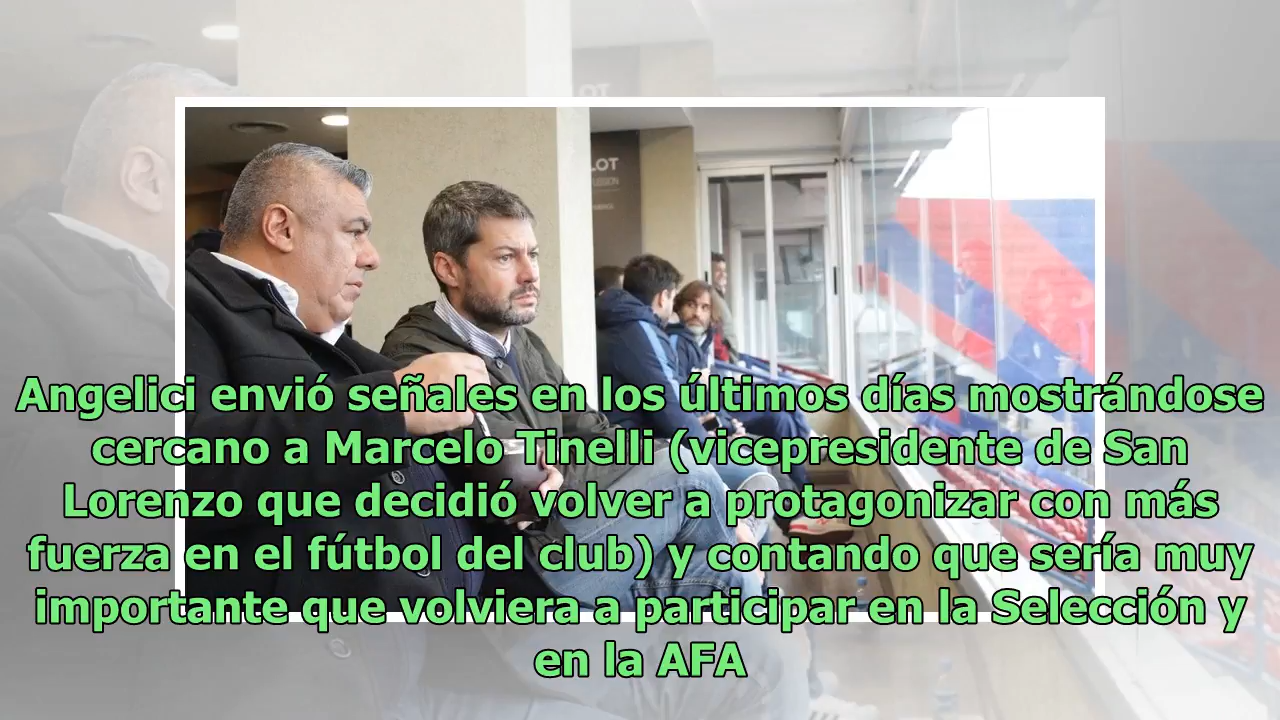 LOT
LOT
Angelici envió señales en los últimos días mostrándose
cercano a Marcelo Tinelli (vicepresidente de San
Lorenzo que decidió volver a protagonizar con más
fuerza en el fútbol del club) y contando que sería muy
importante que volviera a participar en la Selección y
en la AFA